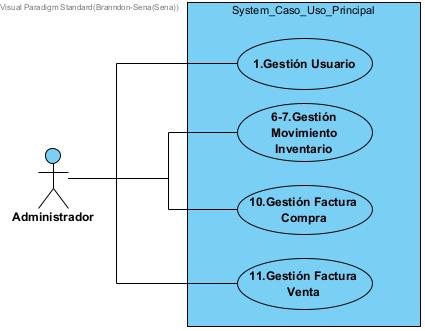 Visual Paradigm Standard(Branndon-Sena(Sena))
System_Caso_Uso_Principal
1.Gestión Usuario
6-7.Gestión
Movimiento
Inventario
Administrador
10.Gestión Factura
Compra
11.Gestión Factura
Venta